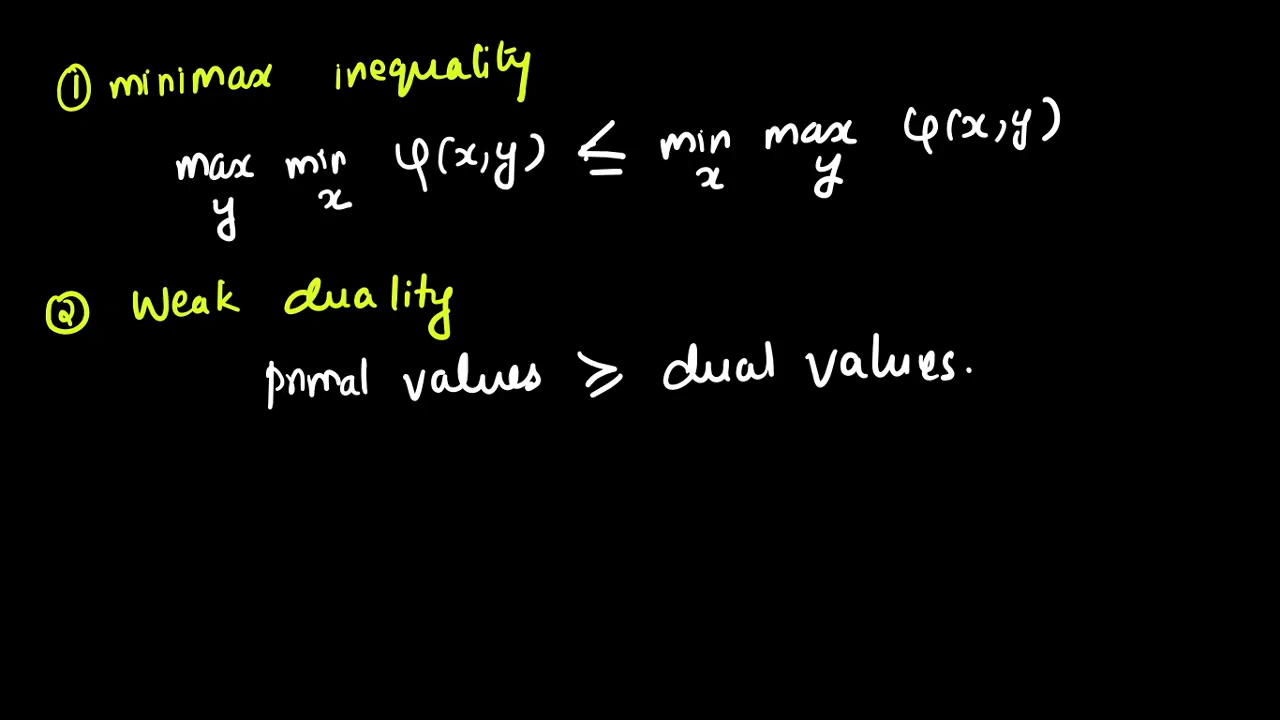 ① minimax inequality
max min φ(x,y) ≦ min max φ(x,y)
y x x y
② Weak duality
primal values ⩾ dual values.